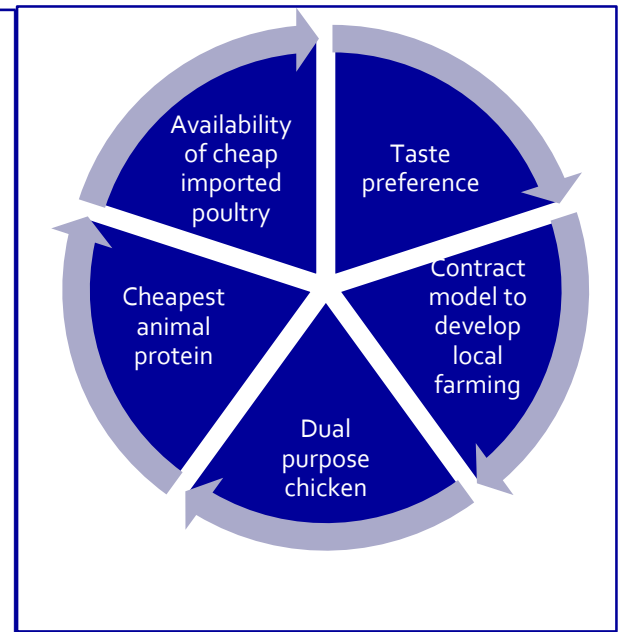 Availability
of cheap
imported
poultry
Taste
preference
Contract
model to
develop
local
farming
Dual
purpose
chicken
Cheapest
animal
protein